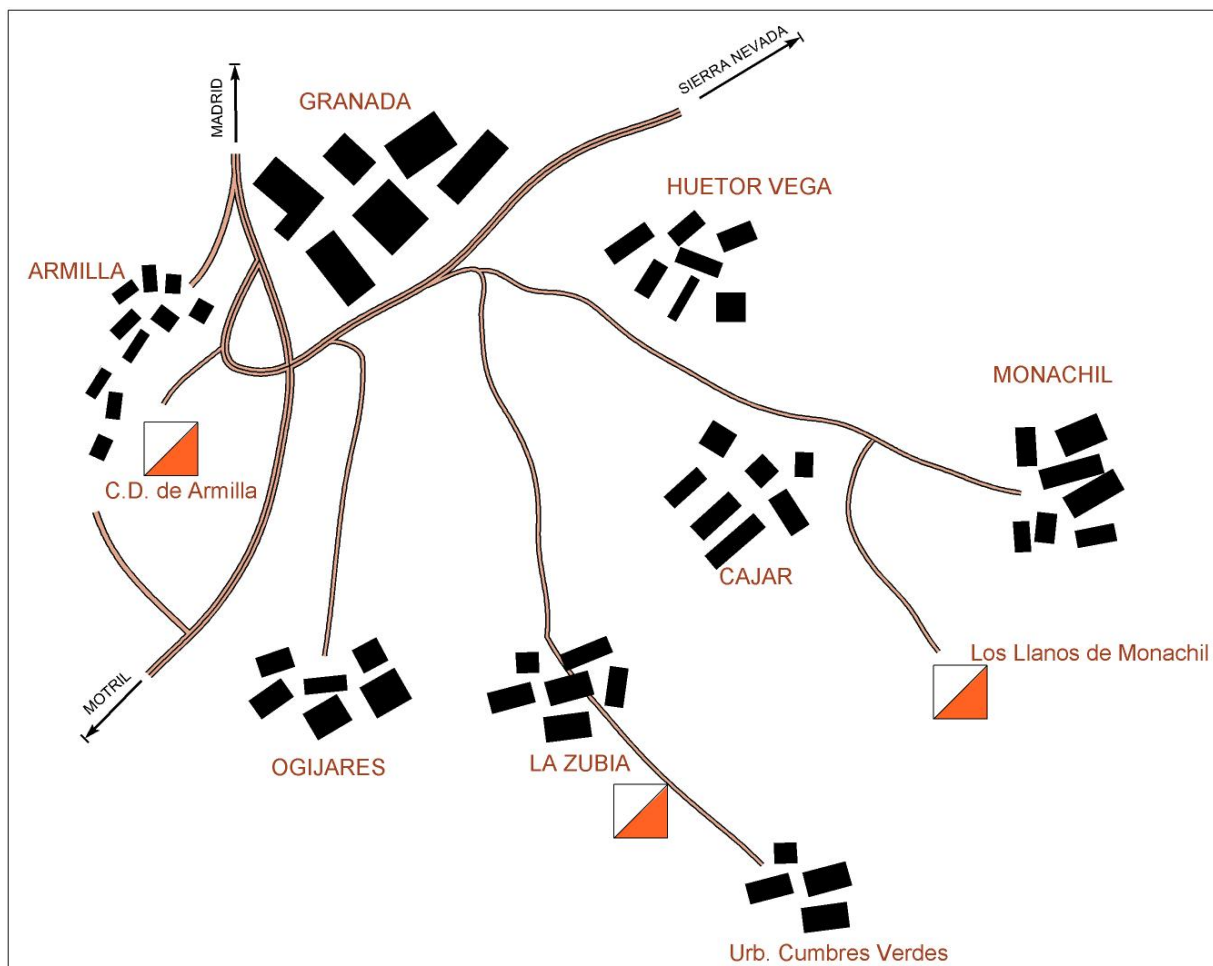 SIERRA NEVADA
MADRID
GRANADA
HUETOR VEGA
ARMILLA
MONACHIL
C.D. de Armilla
CAJAR
Los Llanos de Monachil
MOTRIL
OGIJARES
LA ZUBIA
Urb. Cumbres Verdes